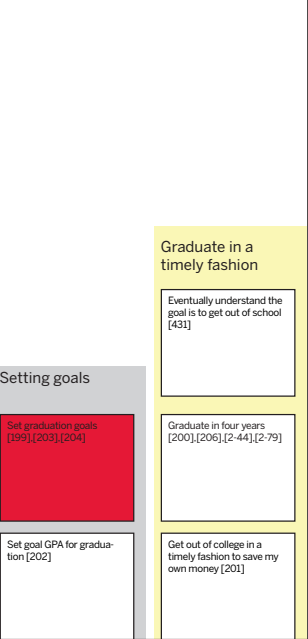 Graduate in a
timely fashion
Eventually understand the
goal is to get out of school
[431]
Setting goals
Set graduation goals
[199],[203],[204]
Graduate in four years
[200],[206],[2-44],[2-79]
Set goal GPA for gradua-
tion [202]
Get out of college in a
timely fashion to save my
own money [201]